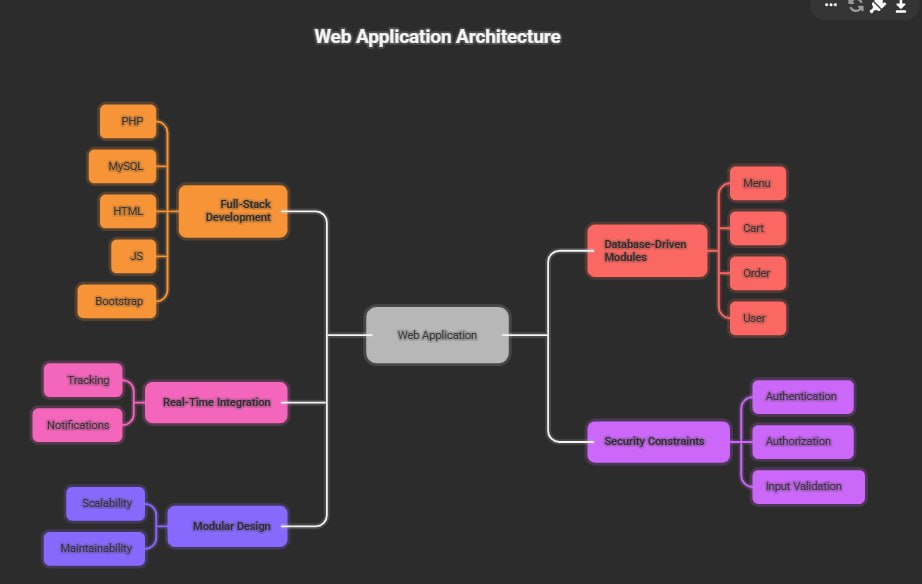 Web Application Architecture
PHP
MySQL
HTML
JS
Bootstrap
Full-Stack
Development
Tracking
Notifications
Real-Time Integration
Scalability
Maintainability
Modular Design
Web Application
Database-Driven
Modules
Menu
Cart
Order
User
Security Constraints
Authentication
Authorization
Input Validation